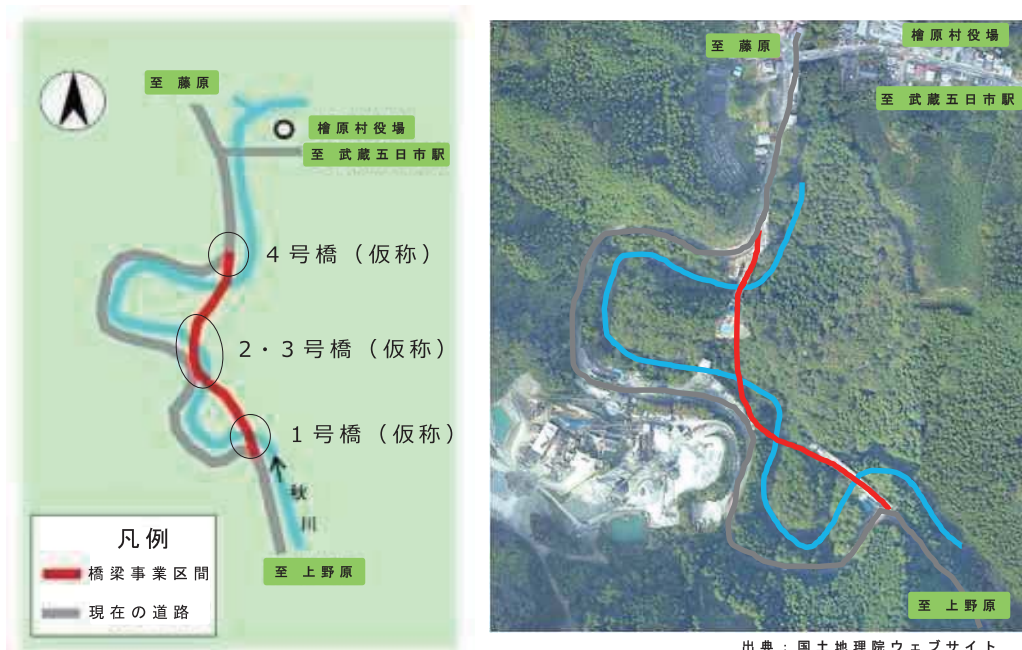 至 藤原
檜原村役場
至 武蔵五日市駅
4号橋（仮称）
2・3号橋（仮称）
1号橋（仮称）
秋
川
凡例
橋梁事業区間
現在の道路
至 上野原
至 藤原
檜原村役場
至 武蔵五日市駅
至 上野原
出典：国土地理院ウェブサイト